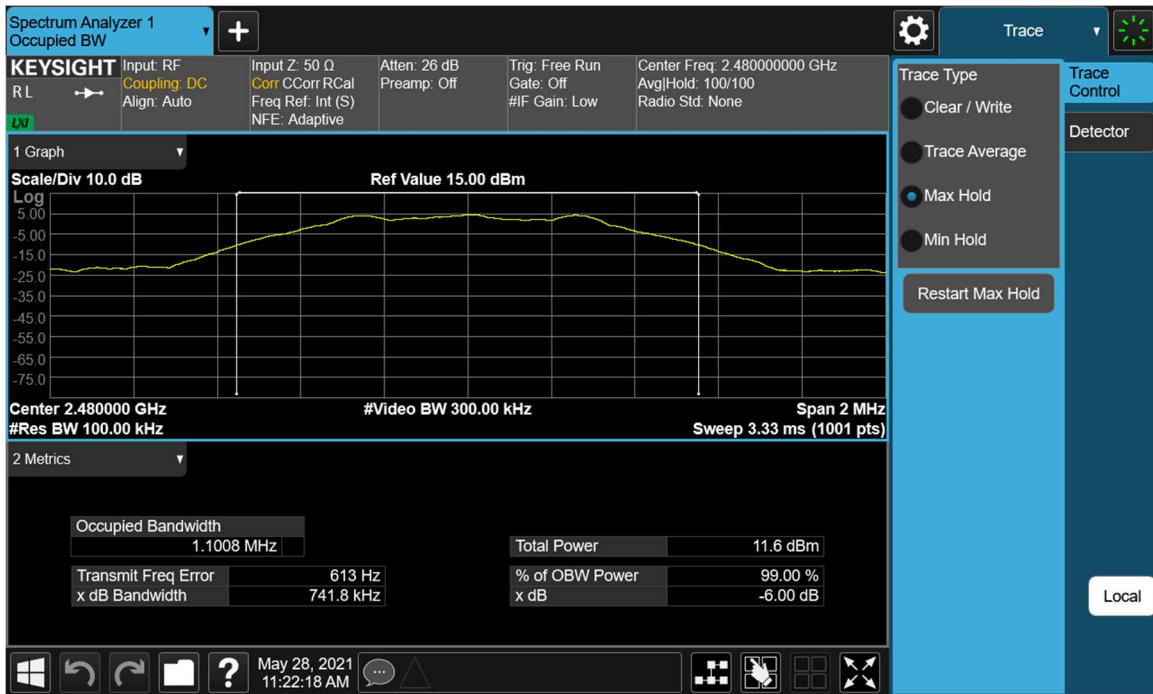 Spectrum Analyzer 1
Occupied BW
+
Trace
KEYSIGHT
R L
LXI
Input: RF
Coupling: DC
Align: Auto
Input Z: 50 Ω
Corr CCorr RCal
Freq Ref: Int (S)
NFE: Adaptive
Atten: 26 dB
Preamp: Off
Trig: Free Run
Gate: Off
#IF Gain: Low
Center Freq: 2.480000000 GHz
Avg|Hold: 100/100
Radio Std: None
Trace Type
Clear / Write
Trace Average
Max Hold
Min Hold
Restart Max Hold
Trace
Control
Detector
1 Graph
Scale/Div 10.0 dB
Ref Value 15.00 dBm
Log
5.00
-5.00
-15.0
-25.0
-35.0
-45.0
-55.0
-65.0
-75.0
Center 2.480000 GHz
#Video BW 300.00 kHz
Span 2 MHz
#Res BW 100.00 kHz
Sweep 3.33 ms (1001 pts)
2 Metrics
Occupied Bandwidth
1.1008 MHz
Total Power 11.6 dBm
Transmit Freq Error 613 Hz
% of OBW Power 99.00 %
x dB Bandwidth 741.8 kHz
x dB -6.00 dB
Local
?
May 28, 2021
11:22:18 AM